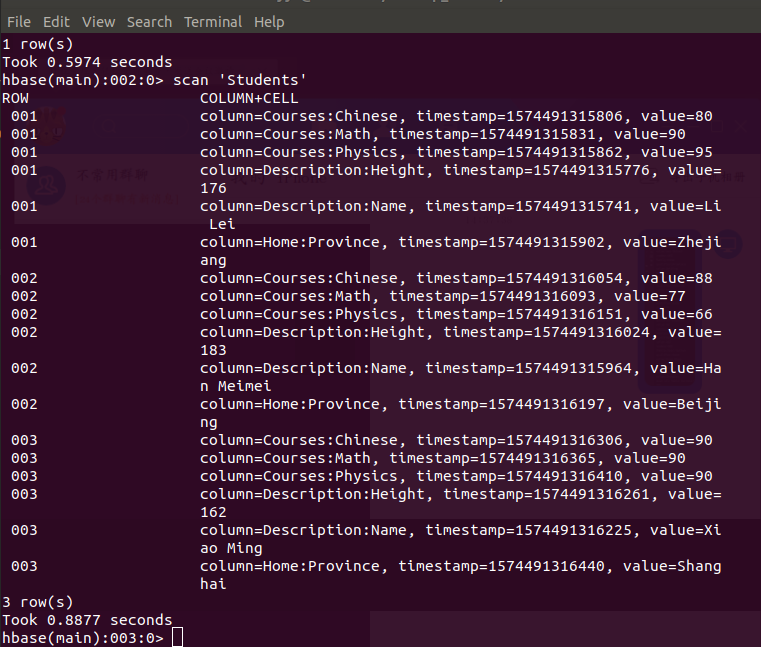 File Edit View Search Terminal Help
1 row(s)
Took 0.5974 seconds
hbase(main):002:0> scan 'Students'
ROW COLUMN+CELL
001 column=Courses:Chinese, timestamp=1574491315806, value=80
001 column=Courses:Math, timestamp=1574491315831, value=90
001 column=Courses:Physics, timestamp=1574491315862, value=95
001 column=Description:Height, timestamp=1574491315776, value=
176
001 column=Description:Name, timestamp=1574491315741, value=Li
Lei
001 column=Home:Province, timestamp=1574491315902, value=Zheji
ang
002 column=Courses:Chinese, timestamp=1574491316054, value=88
002 column=Courses:Math, timestamp=1574491316093, value=77
002 column=Courses:Physics, timestamp=1574491316151, value=66
002 column=Description:Height, timestamp=1574491316024, value=
183
002 column=Description:Name, timestamp=1574491315964, value=Ha
n Meimei
002 column=Home:Province, timestamp=1574491316197, value=Beiji
ng
003 column=Courses:Chinese, timestamp=1574491316306, value=90
003 column=Courses:Math, timestamp=1574491316365, value=90
003 column=Courses:Physics, timestamp=1574491316410, value=90
003 column=Description:Height, timestamp=1574491316261, value=
162
003 column=Description:Name, timestamp=1574491316225, value=Xi
ao Ming
003 column=Home:Province, timestamp=1574491316440, value=Shang
hai
3 row(s)
Took 0.8877 seconds
hbase(main):003:0>